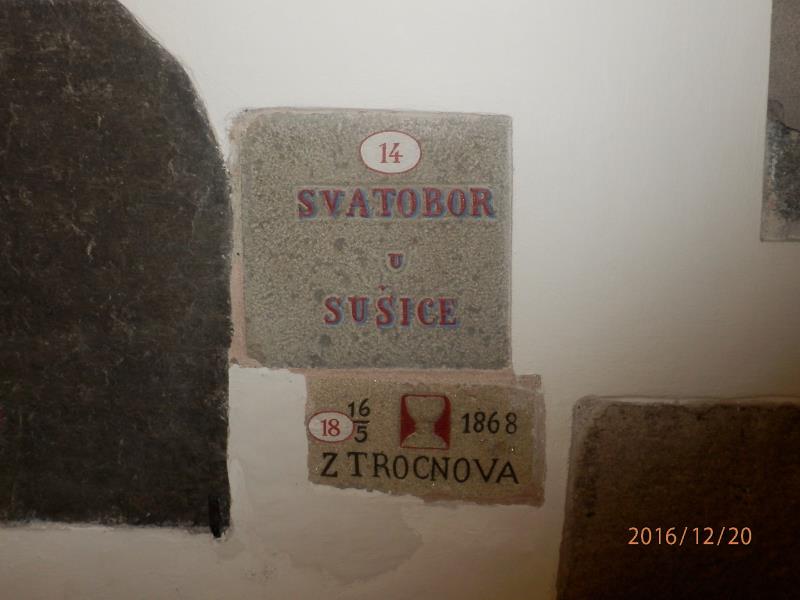 14
SVATOBOR
U
SUŠICE
18 16/5 1868
Z TROCNOVA
2016/12/20